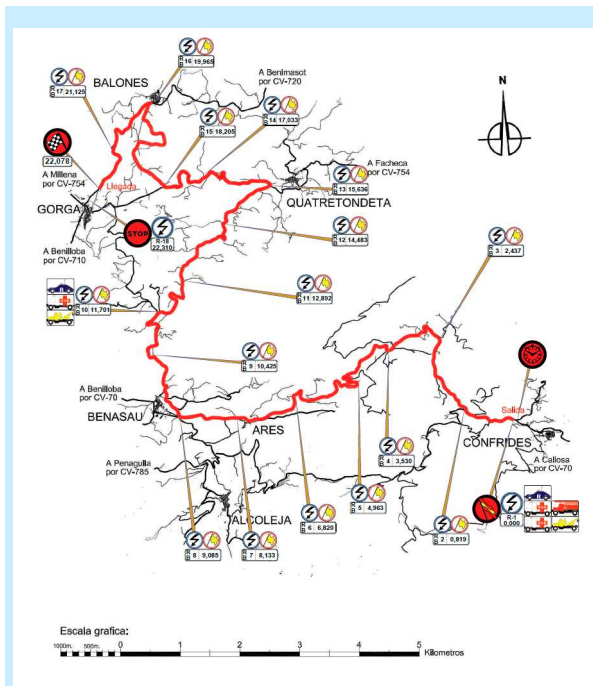 16 19,965
BALONES
A Benimasot
por CV-720
17 21,125
14 17,033
15 18,205
N
22,078
A Millena
por CV-754
Llegada
A Facheca
por CV-754
13 15,636
GORGA
QUATRETONDETA
STOP
R-18
22,310
12 14,483
3 2,437
A Benilloba
por CV-710
10 11,701
11 12,892
9 10,425
A Benilloba
por CV-70
BENASAU
Salida
ARES
CONFRIDES
4 3,530
A Callosa
por CV-70
A Penaguila
por CV-785
5 4,963
R-1
0,000
ALCOLEJA
6 6,820
2 0,819
8 9,085
7 8,133
Escala grafica:
1000m. 500m. 0 1 2 3 4 5 Kilometros